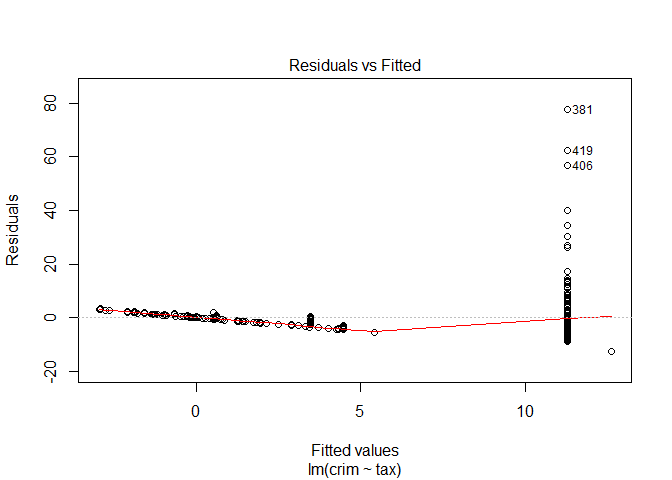 Residuals vs Fitted
Residuals
80
60
40
20
0
-20
381
419
406
0 5 10
Fitted values
lm(crim ~ tax)